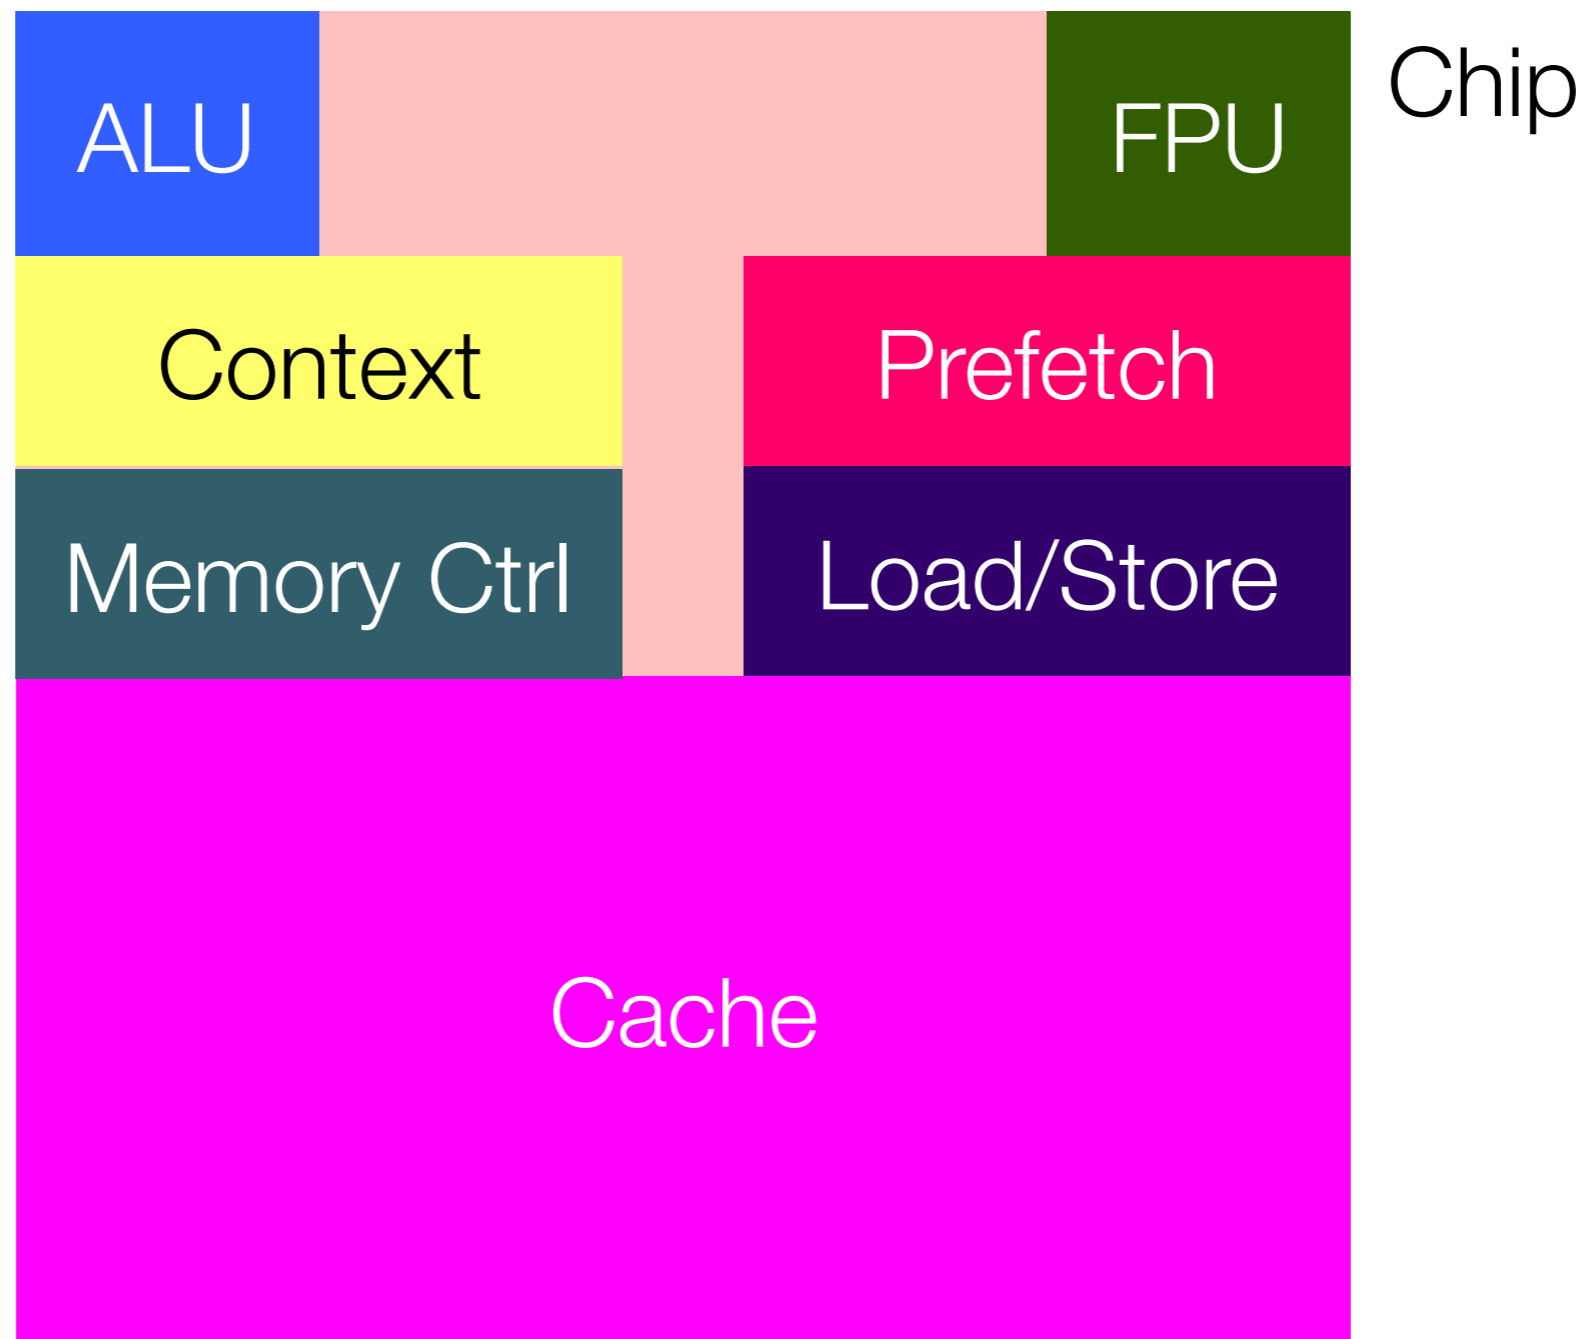 ALU
FPU
Chip
Context
Prefetch
Memory Ctrl
Load/Store
Cache